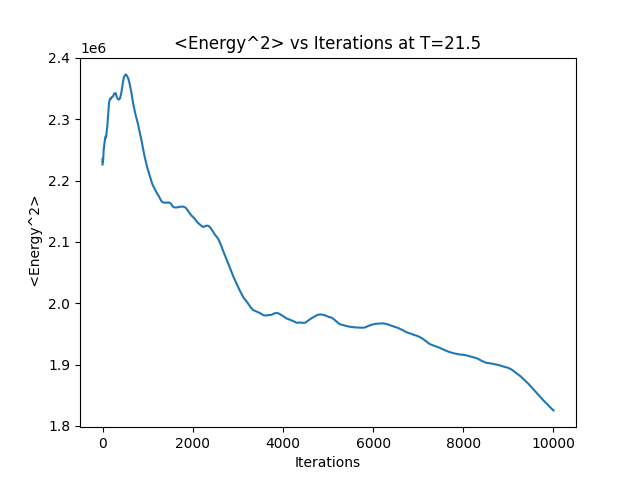 <Energy^2> vs Iterations at T=21.5
1e6
2.4
2.3
2.2
2.1
2.0
1.9
1.8
<Energy^2>
0 2000 4000 6000 8000 10000
Iterations